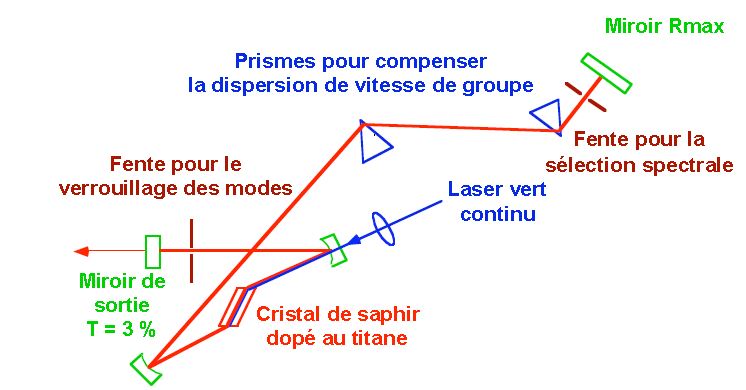 Miroir Rmax
Prismes pour compenser
la dispersion de vitesse de groupe
Fente pour la
sélection spectrale
Fente pour le
verrouillage des modes
Laser vert
continu
Miroir de
sortie
T = 3 %
Cristal de saphir
dopé au titane